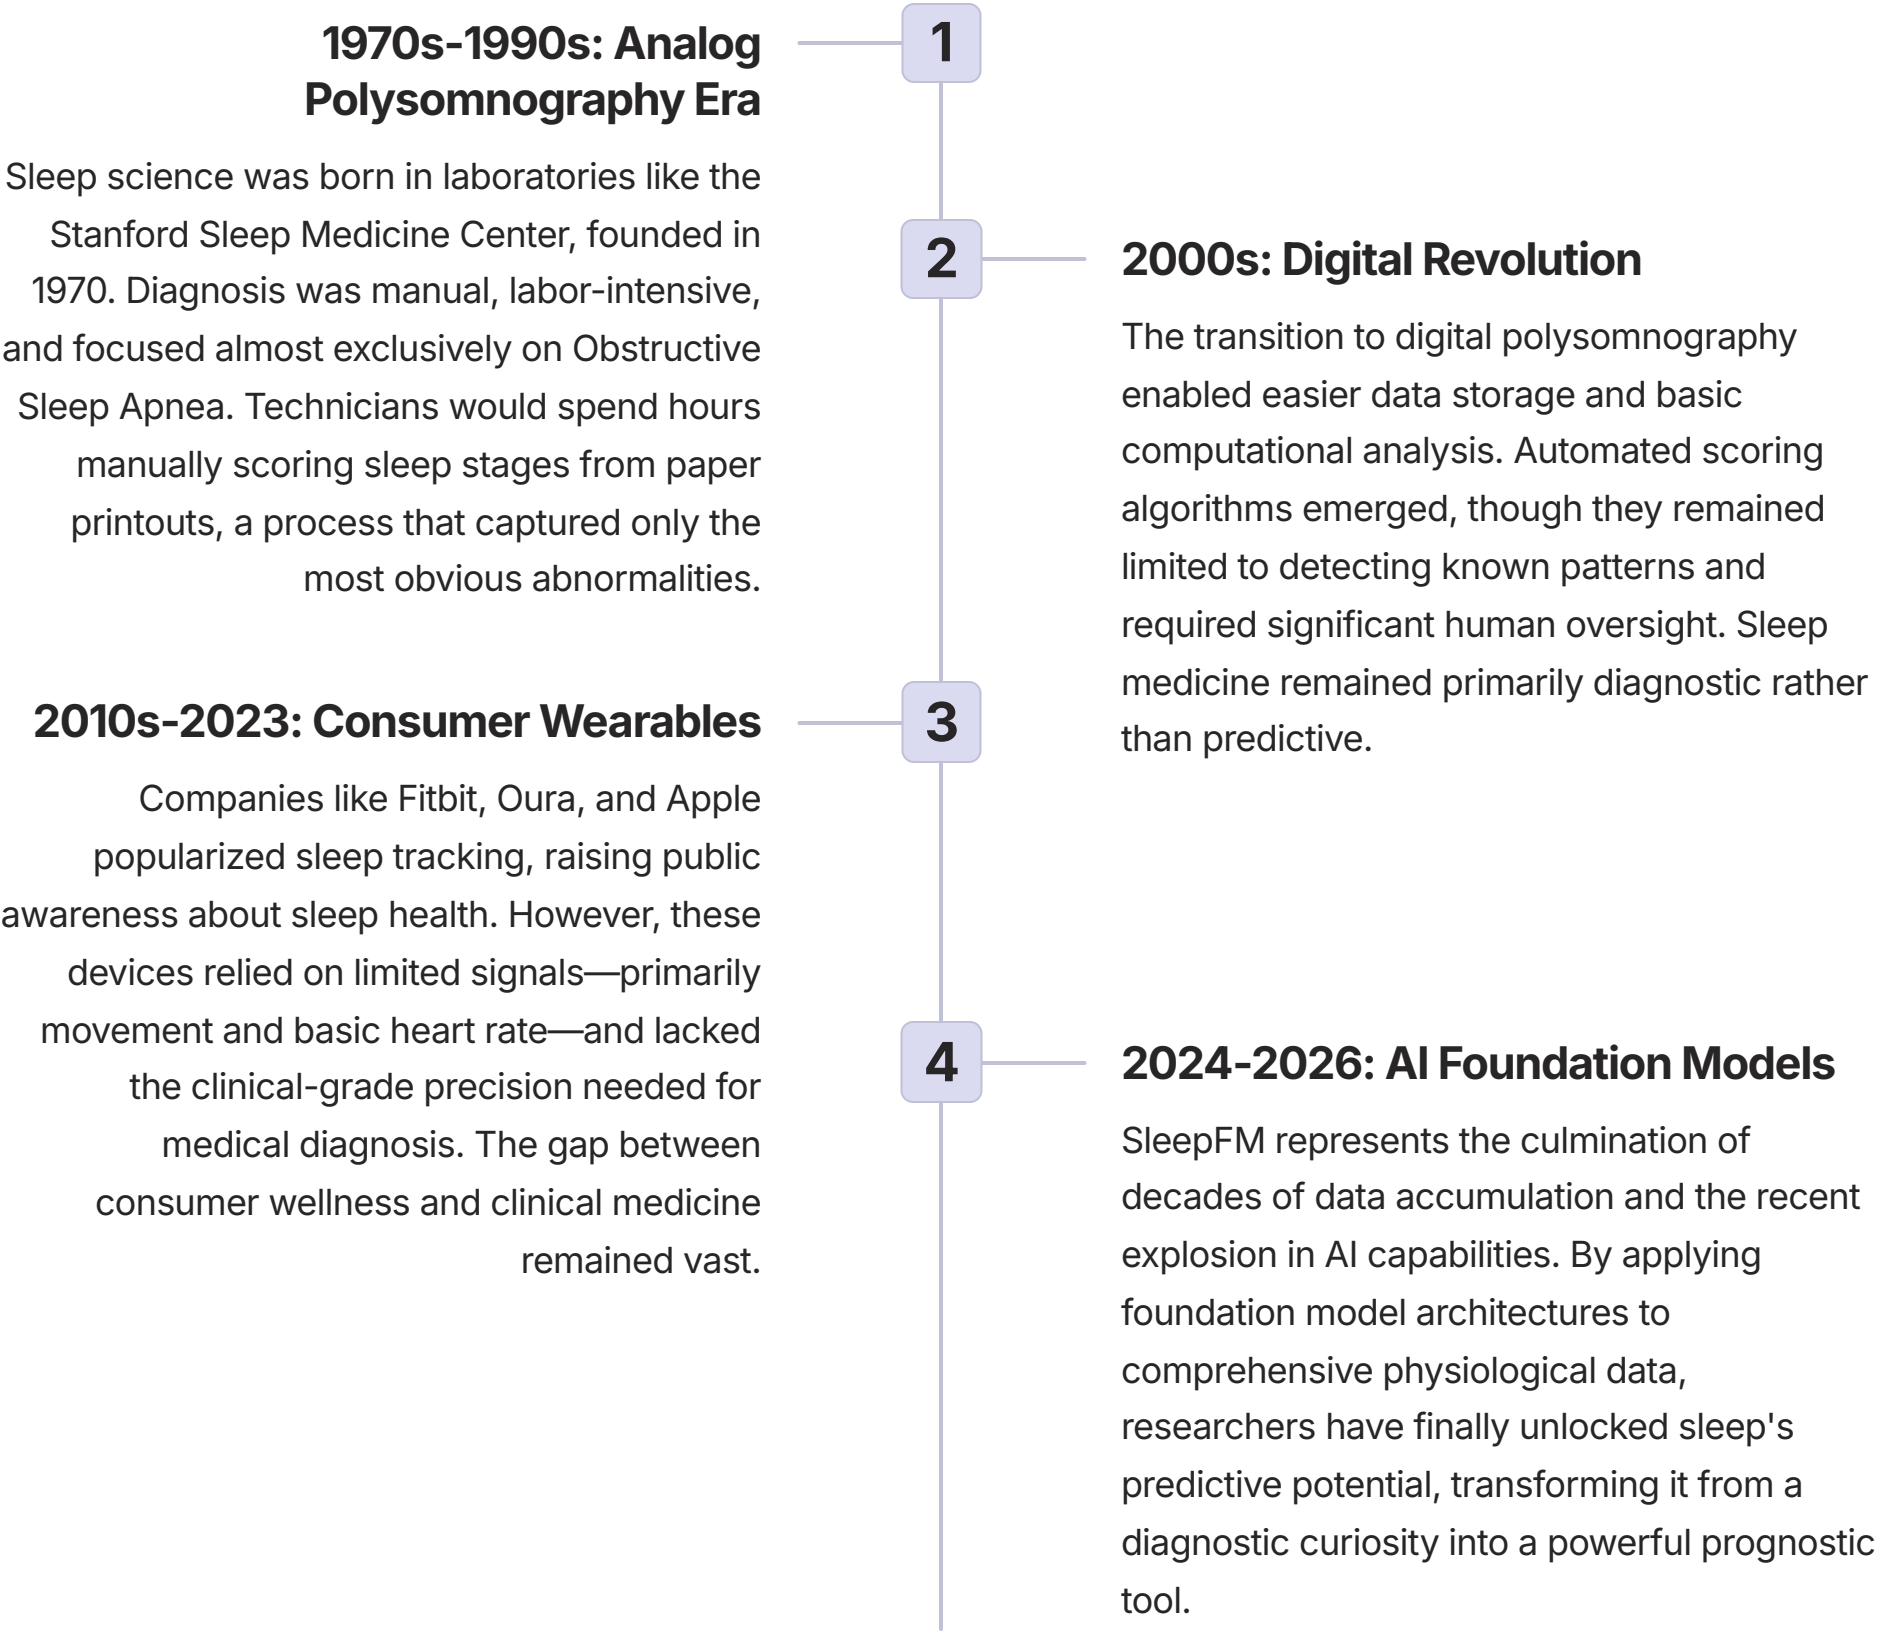 1
1970s-1990s: Analog
Polysomnography Era
Sleep science was born in laboratories like the
Stanford Sleep Medicine Center, founded in
1970. Diagnosis was manual, labor-intensive,
and focused almost exclusively on Obstructive
Sleep Apnea. Technicians would spend hours
manually scoring sleep stages from paper
printouts, a process that captured only the
most obvious abnormalities.
2
2000s: Digital Revolution
The transition to digital polysomnography
enabled easier data storage and basic
computational analysis. Automated scoring
algorithms emerged, though they remained
limited to detecting known patterns and
required significant human oversight. Sleep
medicine remained primarily diagnostic rather
than predictive.
3
2010s-2023: Consumer Wearables
Companies like Fitbit, Oura, and Apple
popularized sleep tracking, raising public
awareness about sleep health. However, these
devices relied on limited signals—primarily
movement and basic heart rate—and lacked
the clinical-grade precision needed for
medical diagnosis. The gap between
consumer wellness and clinical medicine
remained vast.
4
2024-2026: AI Foundation Models
SleepFM represents the culmination of
decades of data accumulation and the recent
explosion in AI capabilities. By applying
foundation model architectures to
comprehensive physiological data,
researchers have finally unlocked sleep's
predictive potential, transforming it from a
diagnostic curiosity into a powerful prognostic
tool.